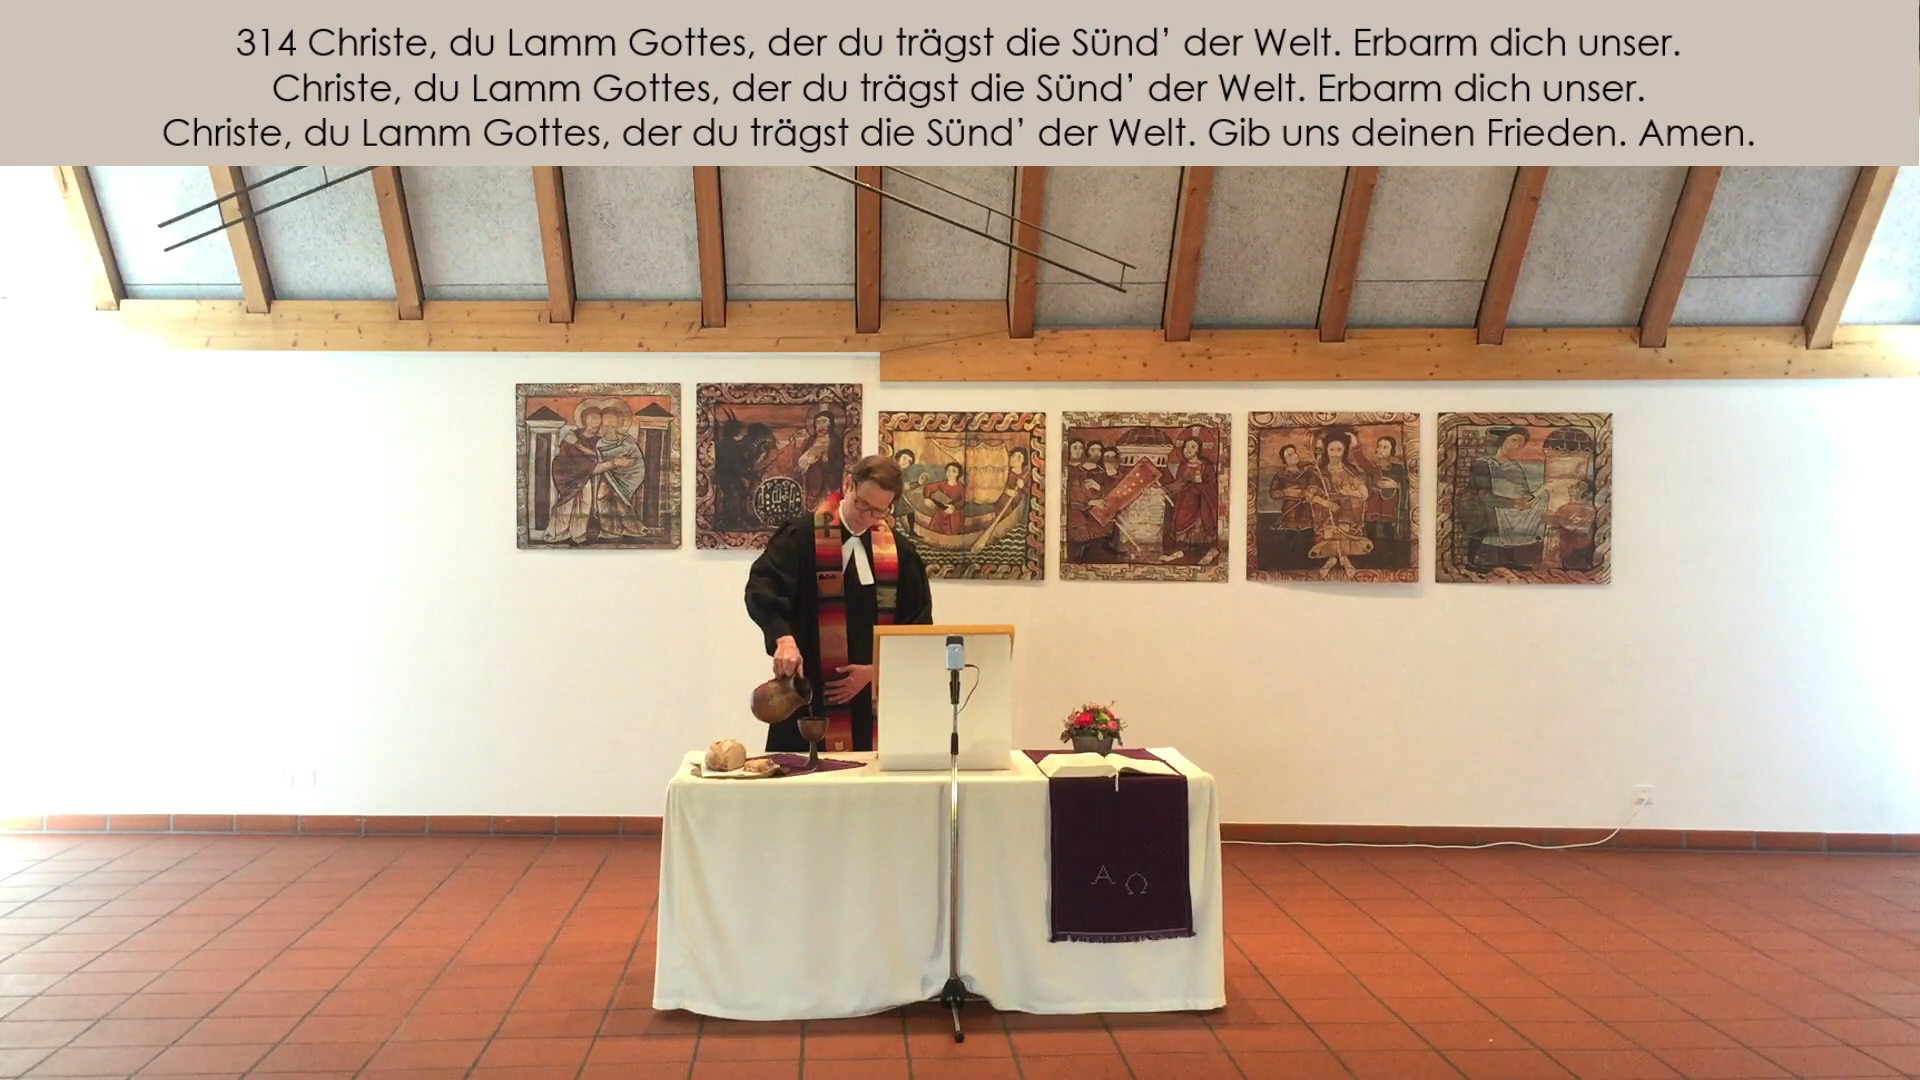 314 Christe, du Lamm Gottes, der du trägst die Sünd’ der Welt. Erbarm dich unser.
Christe, du Lamm Gottes, der du trägst die Sünd’ der Welt. Erbarm dich unser.
Christe, du Lamm Gottes, der du trägst die Sünd’ der Welt. Gib uns deinen Frieden. Amen.
Α Ω